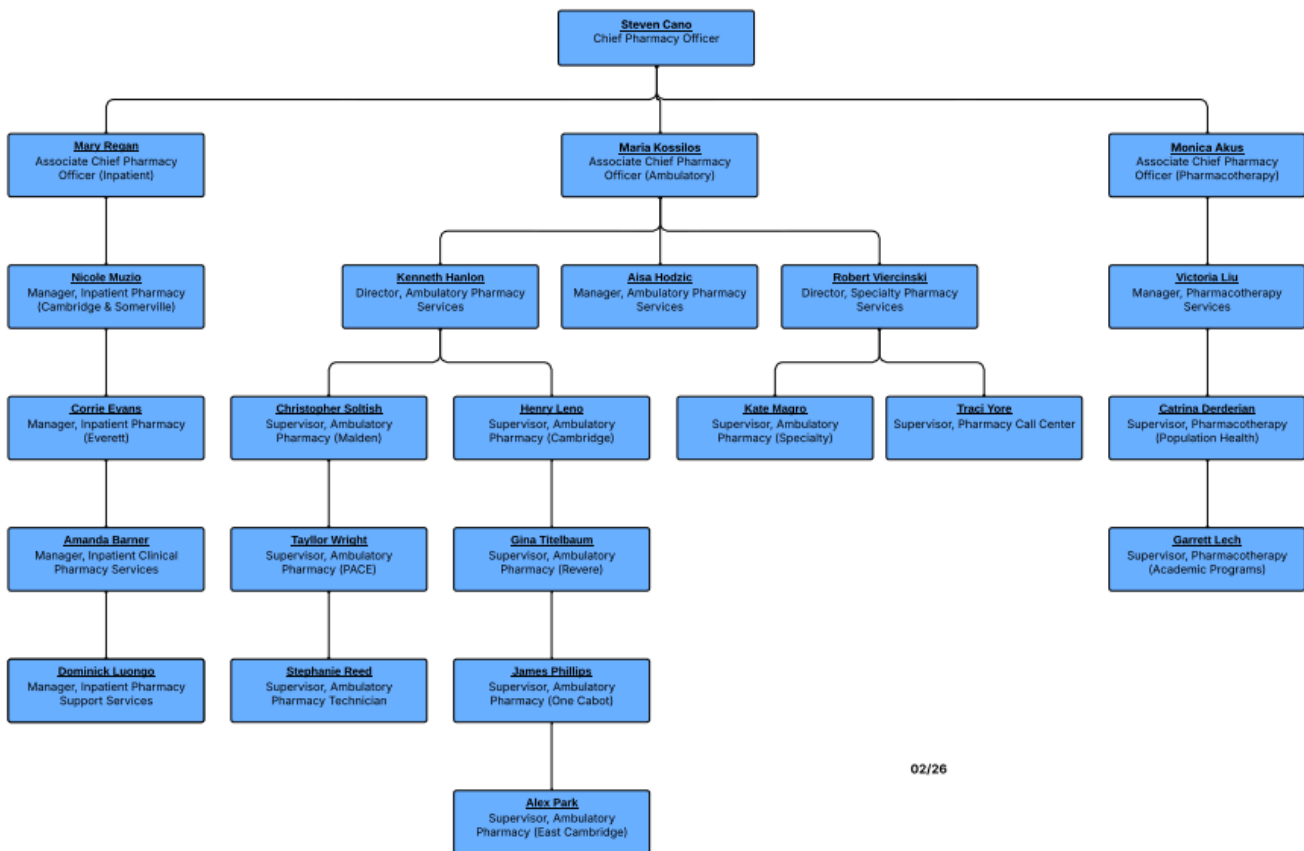 Steven Cano
Chief Pharmacy Officer
Mary Regan
Associate Chief Pharmacy
Officer (Inpatient)
Maria Kossilos
Associate Chief Pharmacy
Officer (Ambulatory)
Monica Akus
Associate Chief Pharmacy
Officer (Pharmacotherapy)
Nicole Muzio
Manager, Inpatient Pharmacy
(Cambridge & Somerville)
Kenneth Hanlon
Director, Ambulatory Pharmacy
Services
Aisa Hodzic
Manager, Ambulatory Pharmacy
Services
Robert Viercinski
Director, Specialty Pharmacy
Services
Victoria Liu
Manager, Pharmacotherapy
Services
Corrie Evans
Manager, Inpatient Pharmacy
(Everett)
Christopher Soltish
Supervisor, Ambulatory
Pharmacy (Malden)
Henry Leno
Supervisor, Ambulatory
Pharmacy (Cambridge)
Kate Magro
Supervisor, Ambulatory
Pharmacy (Specialty)
Traci Yore
Supervisor, Pharmacy Call Center
Catrina Derderian
Supervisor, Pharmacotherapy
(Population Health)
Amanda Barner
Manager, Inpatient Clinical
Pharmacy Services
Tayllor Wright
Supervisor, Ambulatory
Pharmacy (PACE)
Gina Titelbaum
Supervisor, Ambulatory
Pharmacy (Revere)
Garrett Lech
Supervisor, Pharmacotherapy
(Academic Programs)
Dominick Luongo
Manager, Inpatient Pharmacy
Support Services
Stephanie Reed
Supervisor, Ambulatory
Pharmacy Technician
James Phillips
Supervisor, Ambulatory
Pharmacy (One Cabot)
02/26
Alex Park
Supervisor, Ambulatory
Pharmacy (East Cambridge)